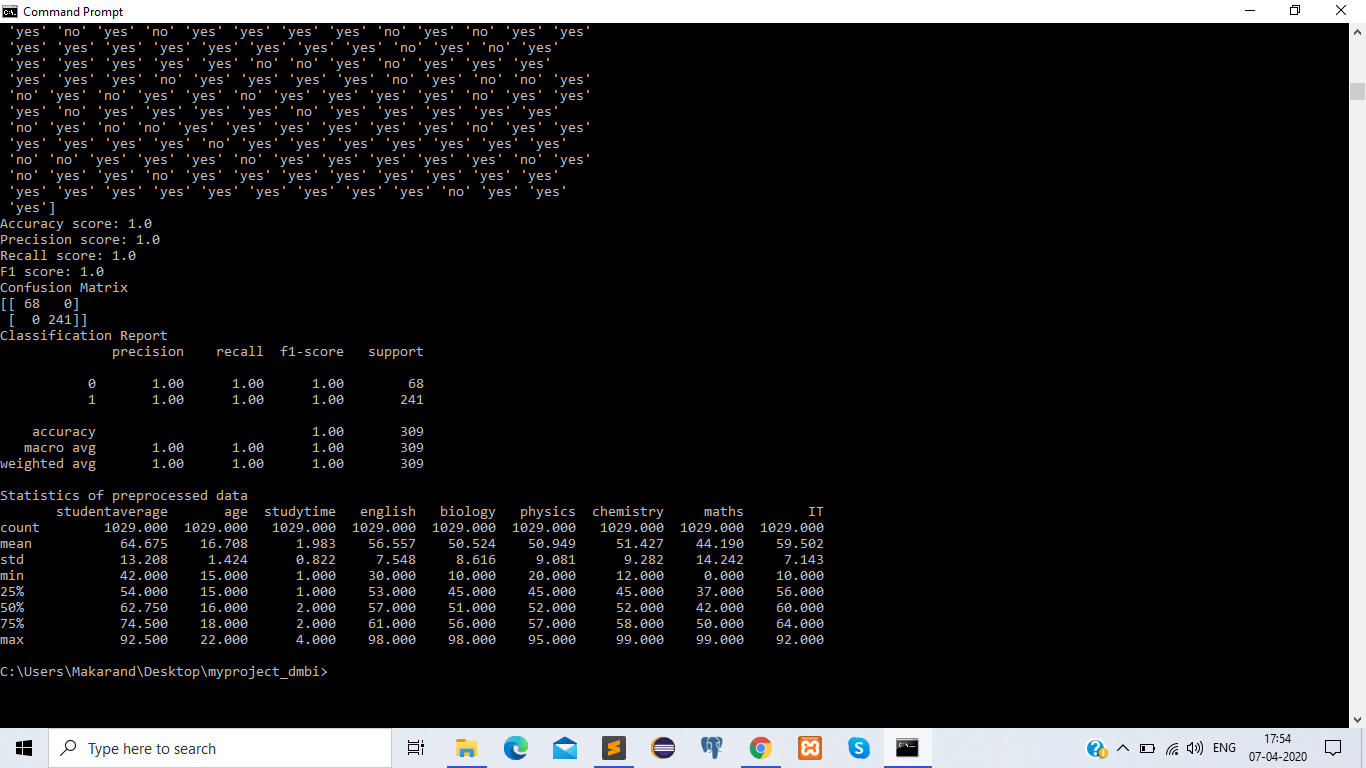 Command Prompt
'yes' 'no' 'yes' 'no' 'yes' 'yes' 'yes' 'yes' 'no' 'yes' 'no' 'yes' 'yes'
'yes' 'yes' 'yes' 'yes' 'yes' 'yes' 'yes' 'yes' 'no' 'yes' 'no' 'yes'
'yes' 'yes' 'yes' 'yes' 'yes' 'no' 'no' 'yes' 'no' 'yes' 'yes' 'yes'
'yes' 'yes' 'yes' 'no' 'yes' 'yes' 'yes' 'yes' 'no' 'yes' 'no' 'no' 'yes'
'no' 'yes' 'no' 'yes' 'yes' 'no' 'yes' 'yes' 'yes' 'yes' 'no' 'yes' 'yes'
'yes' 'no' 'yes' 'yes' 'yes' 'yes' 'no' 'yes' 'yes' 'yes' 'yes' 'yes'
'no' 'yes' 'no' 'no' 'yes' 'yes' 'yes' 'yes' 'yes' 'yes' 'no' 'yes' 'yes'
'yes' 'yes' 'yes' 'yes' 'no' 'yes' 'yes' 'yes' 'yes' 'yes' 'yes' 'yes'
'no' 'no' 'yes' 'yes' 'yes' 'no' 'yes' 'yes' 'yes' 'yes' 'yes' 'no' 'yes'
'no' 'yes' 'yes' 'no' 'yes' 'yes' 'yes' 'yes' 'yes' 'yes' 'yes' 'yes'
'yes' 'yes' 'yes' 'yes' 'yes' 'yes' 'yes' 'yes' 'yes' 'no' 'yes' 'yes'
'yes']
Accuracy score: 1.0
Precision score: 1.0
Recall score: 1.0
F1 score: 1.0
Confusion Matrix
[[ 68   0]
 [  0 241]]
Classification Report
precision    recall  f1-score   support
0       1.00      1.00      1.00        68
1       1.00      1.00      1.00       241
accuracy                           1.00       309
macro avg       1.00      1.00      1.00       309
weighted avg       1.00      1.00      1.00       309
Statistics of preprocessed data
studentaverage       age  studytime   english   biology   physics  chemistry     maths        IT
count        1029.000  1029.000   1029.000  1029.000  1029.000  1029.000   1029.000  1029.000  1029.000
mean           64.675    16.708      1.983    56.557    50.524    50.949     51.427    44.190    59.502
std            13.208     1.424      0.822     7.548     8.616     9.081      9.282    14.242     7.143
min            42.000    15.000      1.000    30.000    10.000    20.000     12.000     0.000    10.000
25%            54.000    15.000      1.000    53.000    45.000    45.000     45.000    37.000    56.000
50%            62.750    16.000      2.000    57.000    51.000    52.000     52.000    42.000    60.000
75%            74.500    18.000      2.000    61.000    56.000    57.000     58.000    50.000    64.000
max            92.500    22.000      4.000    98.000    98.000    95.000     99.000    99.000    92.000
C:\Users\Makarand\Desktop\myproject_dmbi>
Type here to search
ENG
17:54
07-04-2020